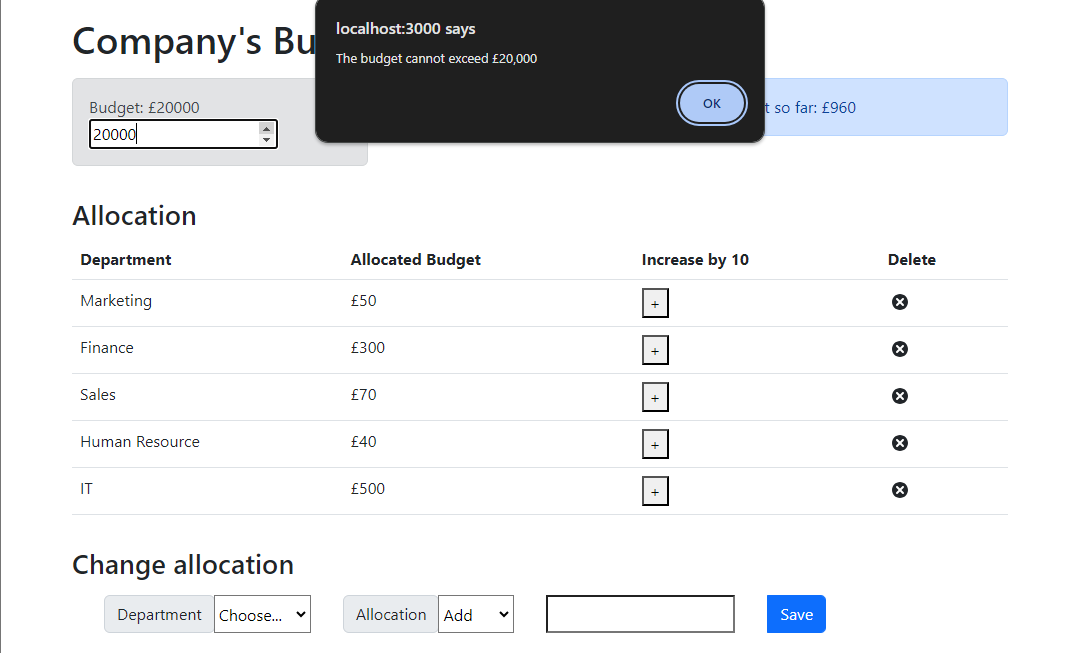 Company's Bu
localhost:3000 says
The budget cannot exceed £20,000
OK
Budget: £20000
20000
so far: £960
Allocation
Department Allocated Budget Increase by 10 Delete
Marketing £50 +
Finance £300 +
Sales £70 +
Human Resource £40 +
IT £500 +
Change allocation
Department Choose... Allocation Add Save